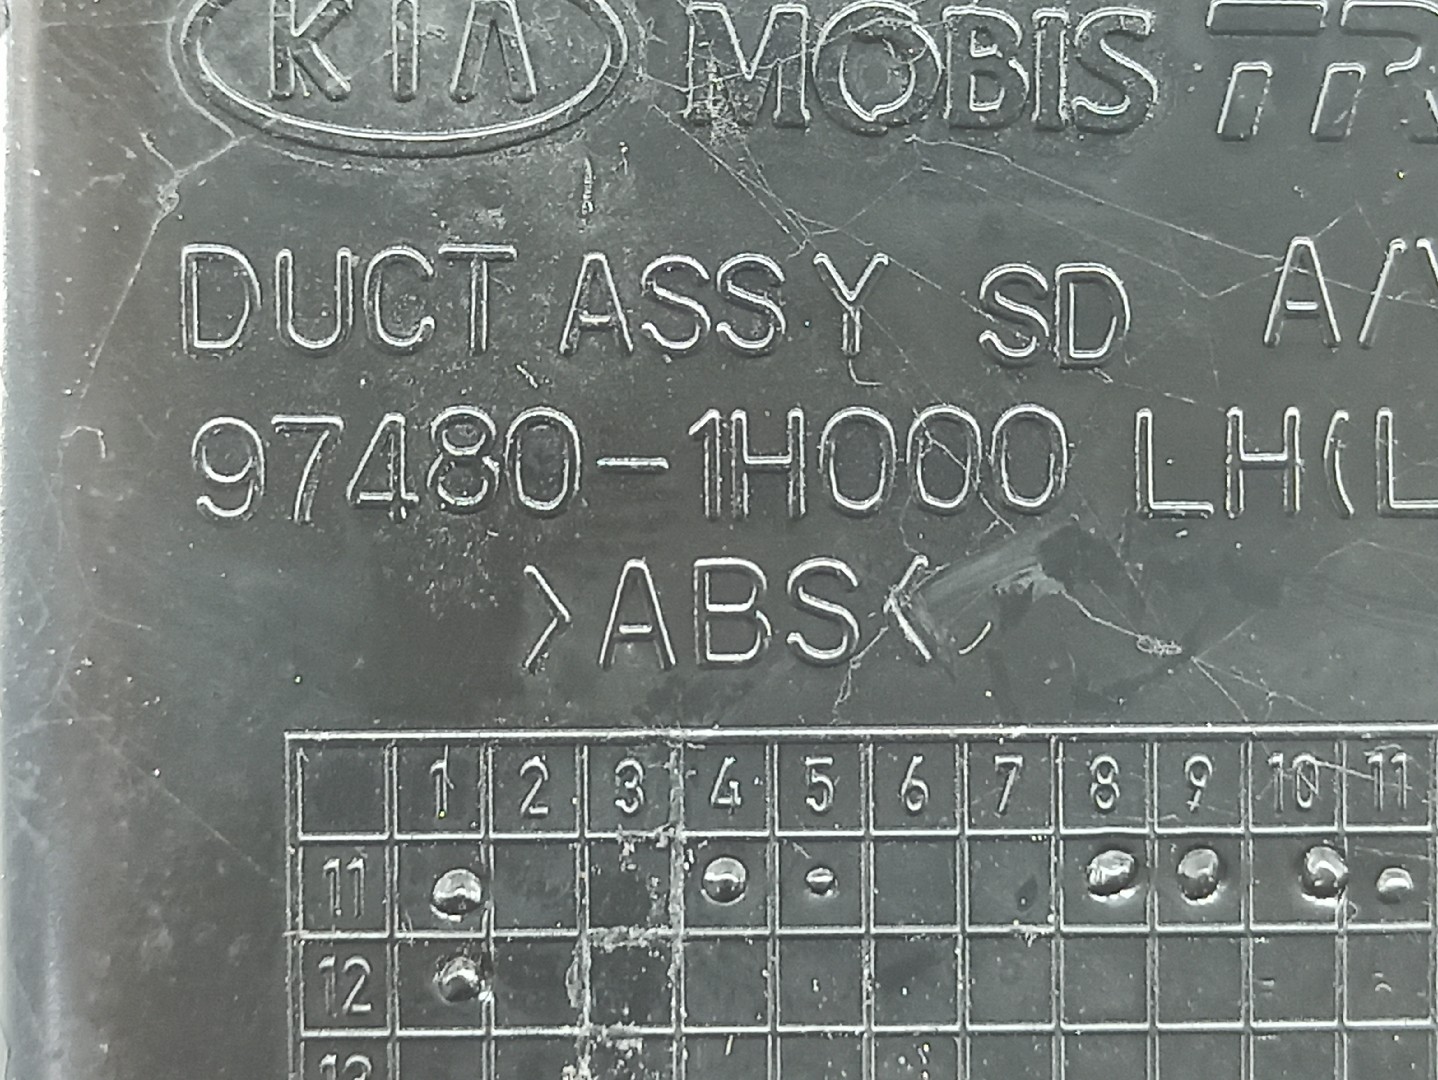 KIA MOBIS
DUCT ASSY SD A/
97480-1H000 LH(L
>ABS<
1 2 3 4 5 6 7 8 9 10 11
11
12